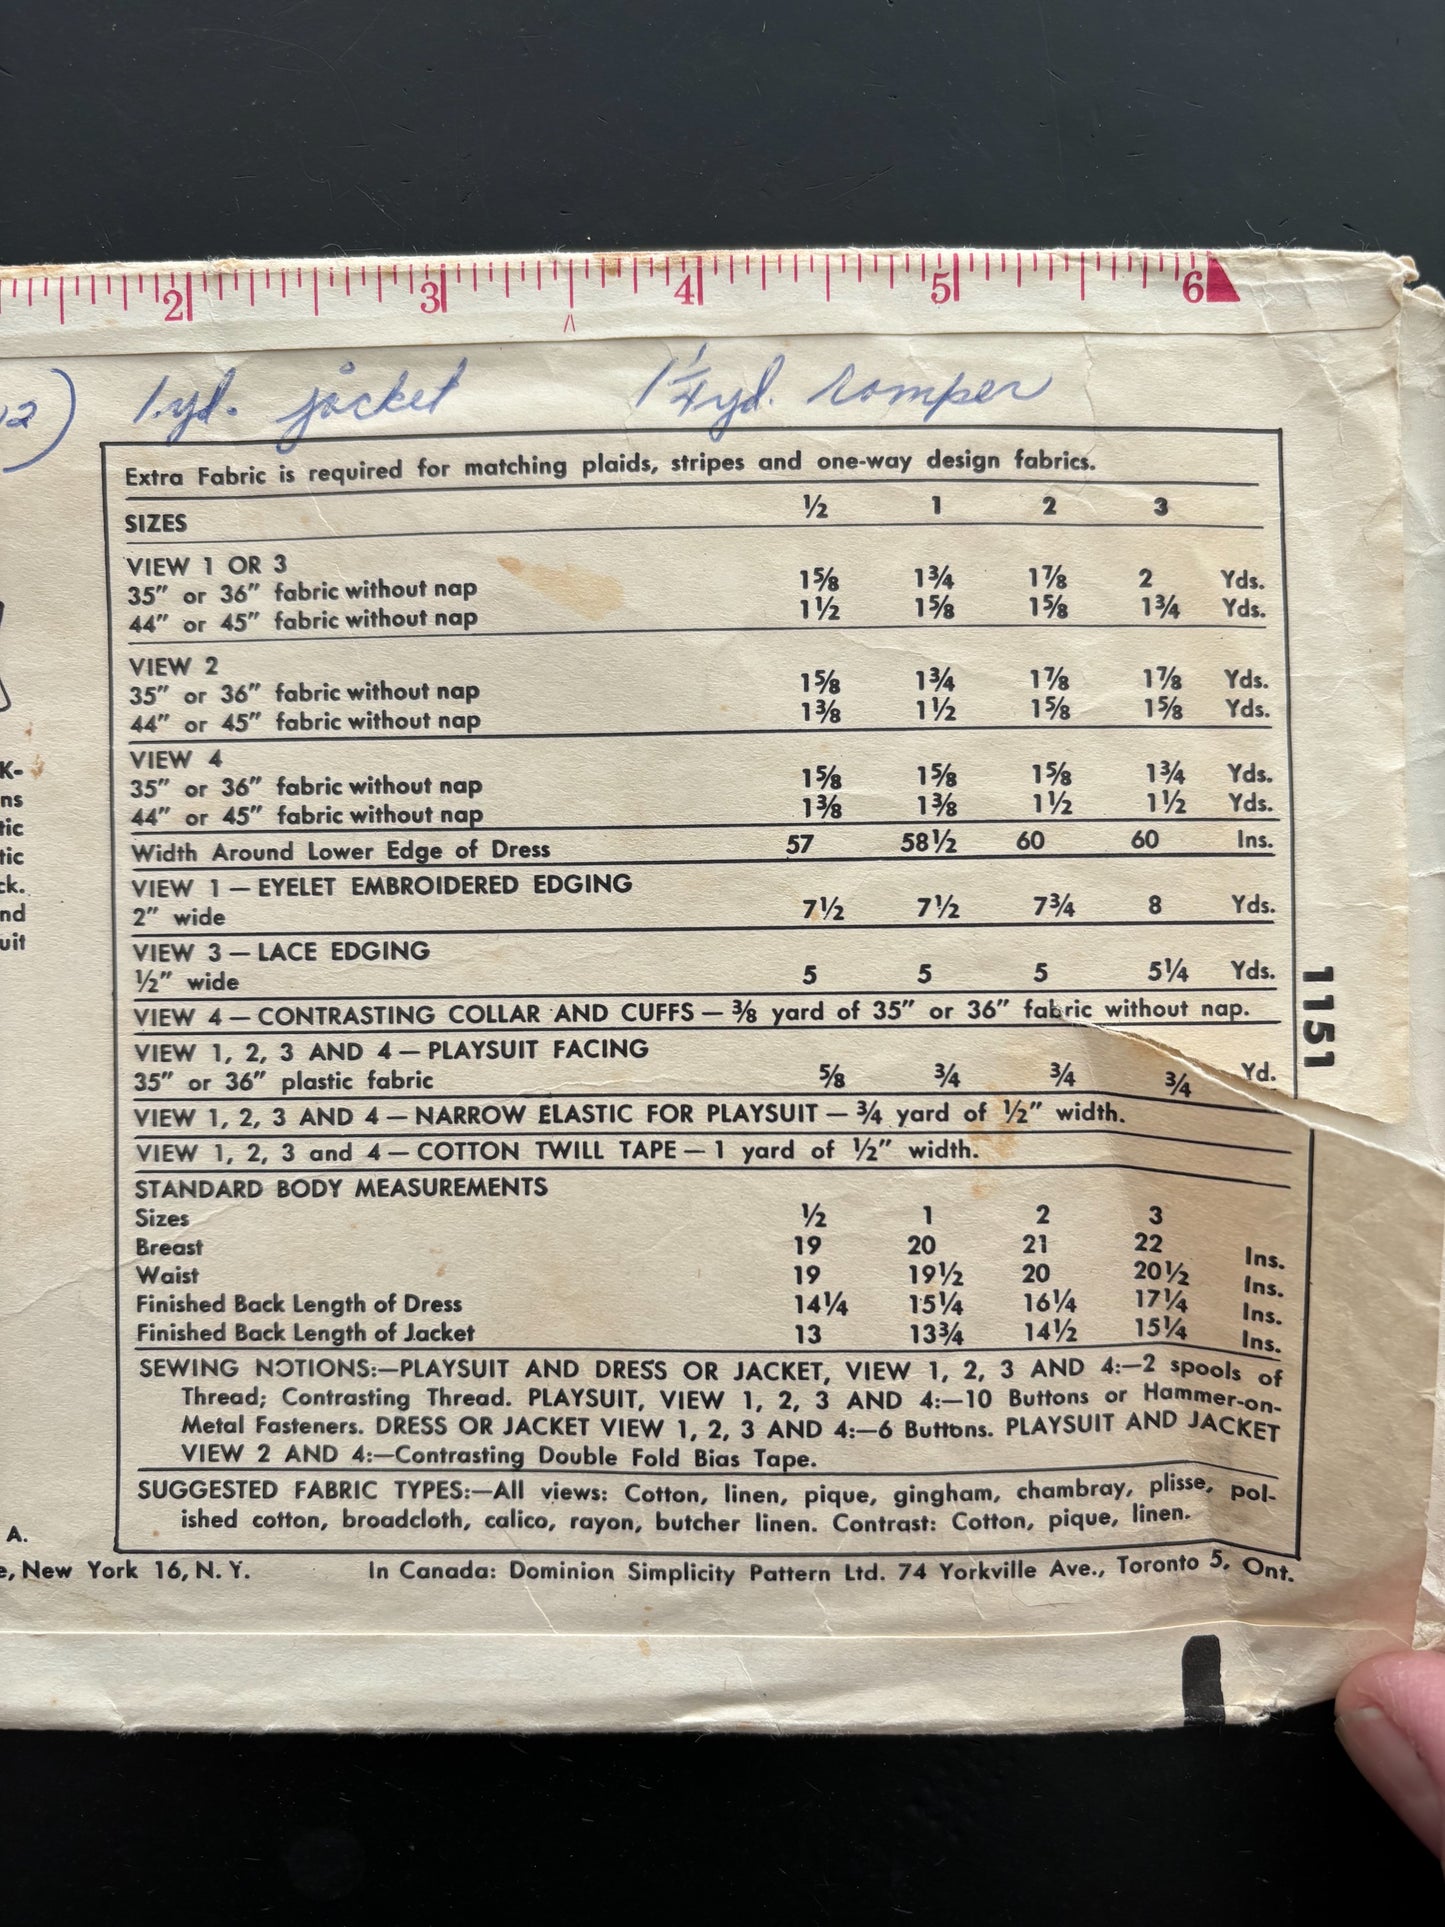 2 3 4 5 6
1 yd. jacket 1 1/4 yd. romper
Extra Fabric is required for matching plaids, stripes and one-way design fabrics.
SIZES ½ 1 2 3
VIEW 1 OR 3
35" or 36" fabric without nap 1⅝ 1¾ 1⅞ 2 Yds.
44" or 45" fabric without nap 1½ 1⅝ 1⅝ 1¾ Yds.
VIEW 2
35" or 36" fabric without nap 1⅝ 1¾ 1⅞ 1⅞ Yds.
44" or 45" fabric without nap 1⅜ 1½ 1⅝ 1⅝ Yds.
VIEW 4
35" or 36" fabric without nap 1⅝ 1⅝ 1⅝ 1¾ Yds.
44" or 45" fabric without nap 1⅜ 1⅜ 1½ 1½ Yds.
Width Around Lower Edge of Dress 57 58½ 60 60 Ins.
VIEW 1 — EYELET EMBROIDERED EDGING
2" wide 7½ 7½ 7¾ 8 Yds.
VIEW 3 — LACE EDGING
½" wide 5 5 5 5¼ Yds.
VIEW 4 — CONTRASTING COLLAR AND CUFFS — ⅜ yard of 35" or 36" fabric without nap.
VIEW 1, 2, 3 AND 4 — PLAYSUIT FACING
35" or 36" plastic fabric ⅝ ¾ ¾ ¾ Yd.
VIEW 1, 2, 3 AND 4 — NARROW ELASTIC FOR PLAYSUIT — ¾ yard of ½" width.
VIEW 1, 2, 3 and 4 — COTTON TWILL TAPE — 1 yard of ½" width.
STANDARD BODY MEASUREMENTS
Sizes ½ 1 2 3
Breast 19 20 21 22 Ins.
Waist 19 19½ 20 20½ Ins.
Finished Back Length of Dress 14¼ 15¼ 16¼ 17¼ Ins.
Finished Back Length of Jacket 13 13¾ 14½ 15¼ Ins.
SEWING NOTIONS:—PLAYSUIT AND DRESS OR JACKET, VIEW 1, 2, 3 AND 4:—2 spools of
Thread; Contrasting Thread. PLAYSUIT, VIEW 1, 2, 3 AND 4:—10 Buttons or Hammer-on-
Metal Fasteners. DRESS OR JACKET VIEW 1, 2, 3 AND 4:—6 Buttons. PLAYSUIT AND JACKET
VIEW 2 AND 4:—Contrasting Double Fold Bias Tape.
SUGGESTED FABRIC TYPES:—All views: Cotton, linen, pique, gingham, chambray, plisse, pol-
ished cotton, broadcloth, calico, rayon, butcher linen. Contrast: Cotton, pique, linen.
1151
K-
ns
tic
tic
ck.
nd
uit
A.
e, New York 16, N. Y. In Canada: Dominion Simplicity Pattern Ltd. 74 Yorkville Ave., Toronto 5, Ont.